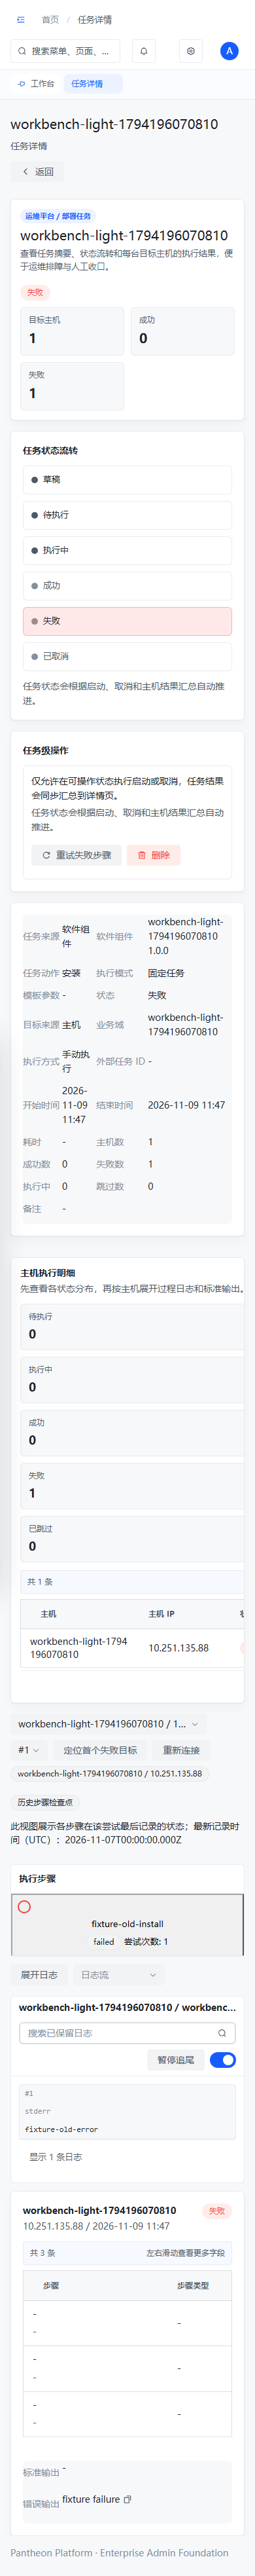 首页 / 任务详情
搜索菜单、页面、...
A
工作台
任务详情
workbench-light-1794196070810
任务详情
返回
运维平台 / 部署任务
workbench-light-1794196070810
查看任务摘要、状态流转和每台目标主机的执行结果，便
于运维排障与人工收口。
失败
目标主机
1
成功
0
失败
1
任务状态流转
草稿
待执行
执行中
成功
失败
已取消
任务状态会根据启动、取消和主机结果汇总自动推
进。
任务级操作
仅允许在可操作状态执行启动或取消，任务结果
会同步汇总到详情页。
任务状态会根据启动、取消和主机结果汇总自动
推进。
重试失败步骤
删除
任务来源 软件组件 软件组件 workbench-light-1794196070810 1.0.0
任务动作 安装 执行模式 固定任务
模板参数 - 状态 失败
目标来源 主机 业务域 workbench-light-1794196070810
执行方式 手动执行 外部任务 ID -
开始时间 2026-11-09 11:47 结束时间 2026-11-09 11:47
耗时 - 主机数 1
成功数 0 失败数 1
执行中 0 跳过数 0
备注 -
主机执行明细
先查看各状态分布，再按主机展开过程日志和标准输出。
待执行
0
执行中
0
成功
0
失败
1
已跳过
0
共 1 条
主机 主机 IP
workbench-light-1794196070810 10.251.135.88
workbench-light-1794196070810 / 1...
#1
定位首个失败目标
重新连接
workbench-light-1794196070810 / 10.251.135.88
历史步骤检查点
此视图展示各步骤在该尝试最后记录的状态；最新记录时
间（UTC）：2026-11-07T00:00:00.000Z
执行步骤
fixture-old-install
failed 尝试次数: 1
展开日志
日志流
workbench-light-1794196070810 / workbenc...
搜索已保留日志
暂停追尾
#1
stderr
fixture-old-error
显示 1 条日志
workbench-light-1794196070810
失败
10.251.135.88 / 2026-11-09 11:47
共 3 条
左右滑动查看更多字段
步骤 步骤类型
-
-
-
-
-
-
-
-
-
标准输出 -
错误输出 fixture failure
Pantheon Platform · Enterprise Admin Foundation